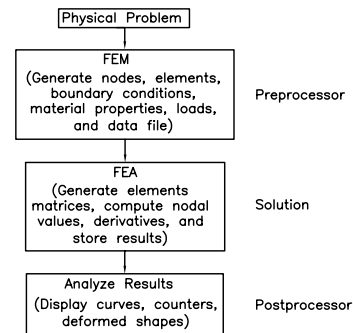 Physical Problem
FEM
(Generate nodes, elements,
boundary conditions,
material properties, loads,
and data file)
Preprocessor
FEA
(Generate elements
matrices, compute nodal
values, derivatives, and
store results)
Solution
Analyze Results
(Display curves, counters,
deformed shapes)
Postprocessor